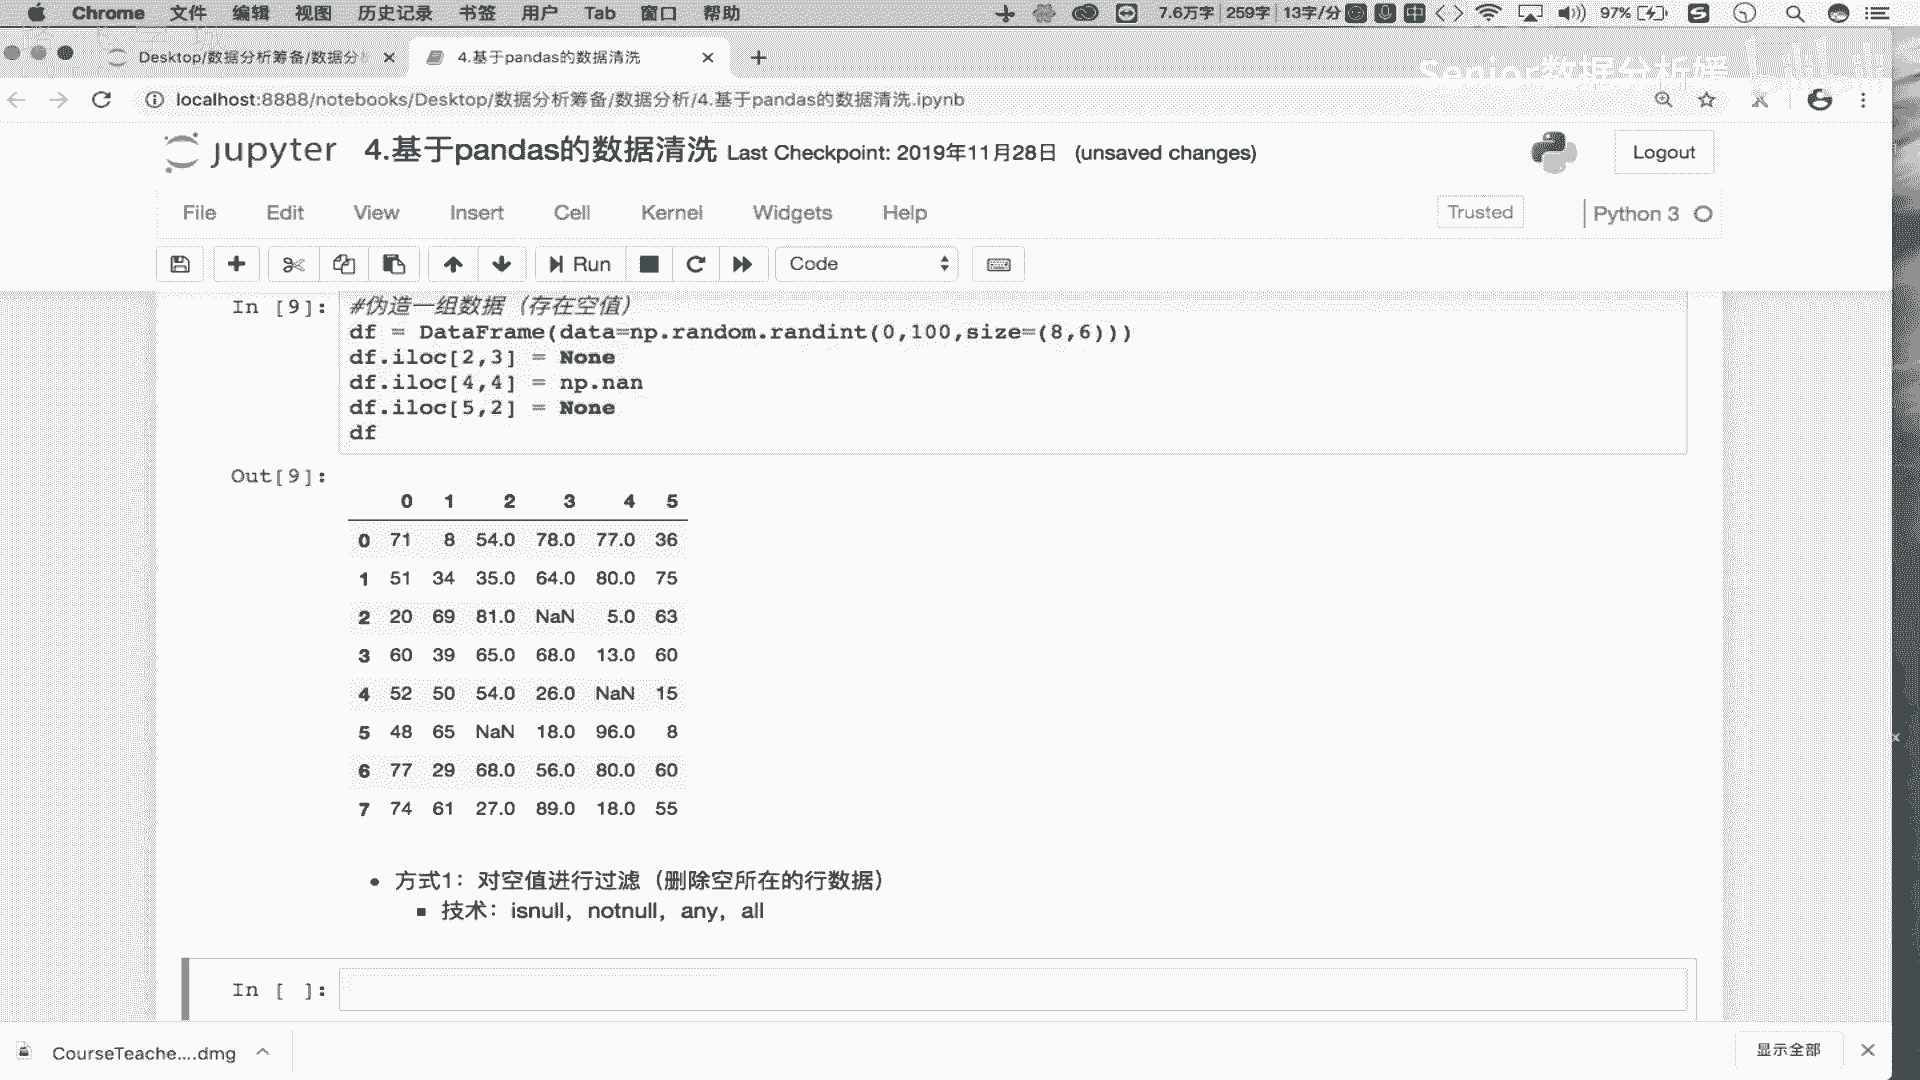 Chrome 文件 编辑 视图 历史记录 书签 用户 Tab 窗口 帮助 7.6万字 259字 13字/分 中 97%
Desktop/数据分析筹备/数据分 4.基于pandas的数据清洗
Senior数据分析媛 bilibili
localhost:8888/notebooks/Desktop/数据分析筹备/数据分析/4.基于pandas的数据清洗.ipynb
jupyter 4.基于pandas的数据清洗 Last Checkpoint: 2019年11月28日 (unsaved changes) Logout
File Edit View Insert Cell Kernel Widgets Help Trusted Python 3
Run Code
In [9]: #伪造一组数据（存在空值）
df = DataFrame(data=np.random.randint(0,100,size=(8,6)))
df.iloc[2,3] = None
df.iloc[4,4] = np.nan
df.iloc[5,2] = None
df
Out[9]:
0 1 2 3 4 5
0 71 8 54.0 78.0 77.0 36
1 51 34 35.0 64.0 80.0 75
2 20 69 81.0 NaN 5.0 63
3 60 39 65.0 68.0 13.0 60
4 52 50 54.0 26.0 NaN 15
5 48 65 NaN 18.0 96.0 8
6 77 29 68.0 56.0 80.0 60
7 74 61 27.0 89.0 18.0 55
方式1：对空值进行过滤（删除空所在的行数据）
技术：isnull，notnull，any，all
In [ ]:
CourseTeache....dmg 显示全部